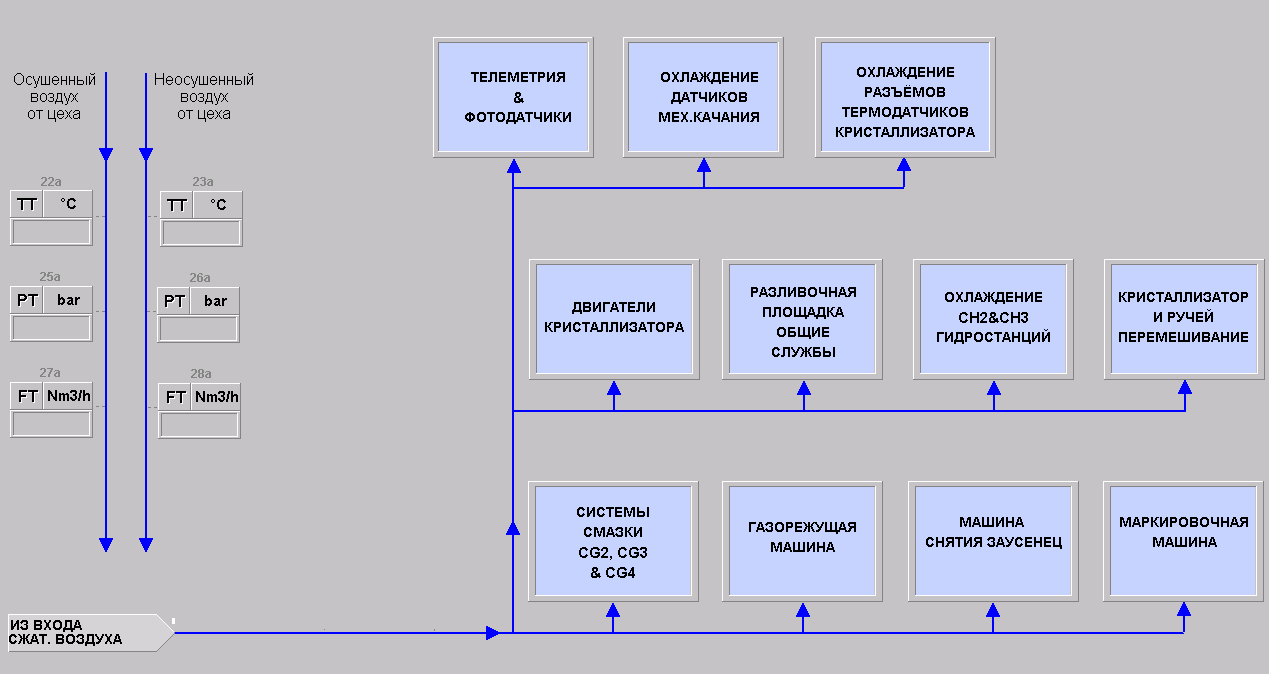 Осушенный
воздух
от цеха
Неосушенный
воздух
от цеха
22a
TT °C
23a
TT °C
25a
PT bar
26a
PT bar
27a
FT Nm3/h
28a
FT Nm3/h
ИЗ ВХОДА
СЖАТ. ВОЗДУХА
ТЕЛЕМЕТРИЯ
&
ФОТОДАТЧИКИ
ОХЛАЖДЕНИЕ
ДАТЧИКОВ
МЕХ.КАЧАНИЯ
ОХЛАЖДЕНИЕ
РАЗЪЁМОВ
ТЕРМОДАТЧИКОВ
КРИСТАЛЛИЗАТОРА
ДВИГАТЕЛИ
КРИСТАЛЛИЗАТОРА
РАЗЛИВОЧНАЯ
ПЛОЩАДКА
ОБЩИЕ
СЛУЖБЫ
ОХЛАЖДЕНИЕ
CH2&CH3
ГИДРОСТАНЦИЙ
КРИСТАЛЛИЗАТОР
И РУЧЕЙ
ПЕРЕМЕШИВАНИЕ
СИСТЕМЫ
СМАЗКИ
CG2, CG3
& CG4
ГАЗОРЕЖУЩАЯ
МАШИНА
МАШИНА
СНЯТИЯ ЗАУСЕНЕЦ
МАРКИРОВОЧНАЯ
МАШИНА